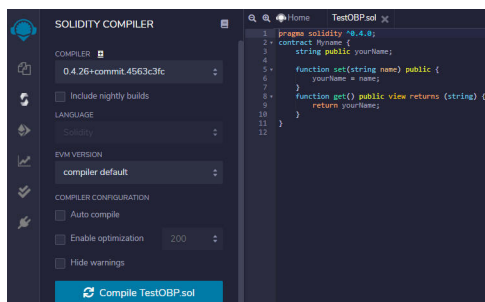 SOLIDITY COMPILER
COMPILER
0.4.26+commit.4563c3fc
Include nightly builds
LANGUAGE
Solidity
EVM VERSION
compiler default
COMPILER CONFIGURATION
Auto compile
Enable optimization 200
Hide warnings
Compile TestOBP.sol
Home TestOBP.sol
1 pragma solidity ^0.4.0;
2 contract Myname {
3 string public yourName;
4
5 function set(string name) public {
6 yourName = name;
7 }
8 function get() public view returns (string) {
9 return yourName;
10 }
11 }
12